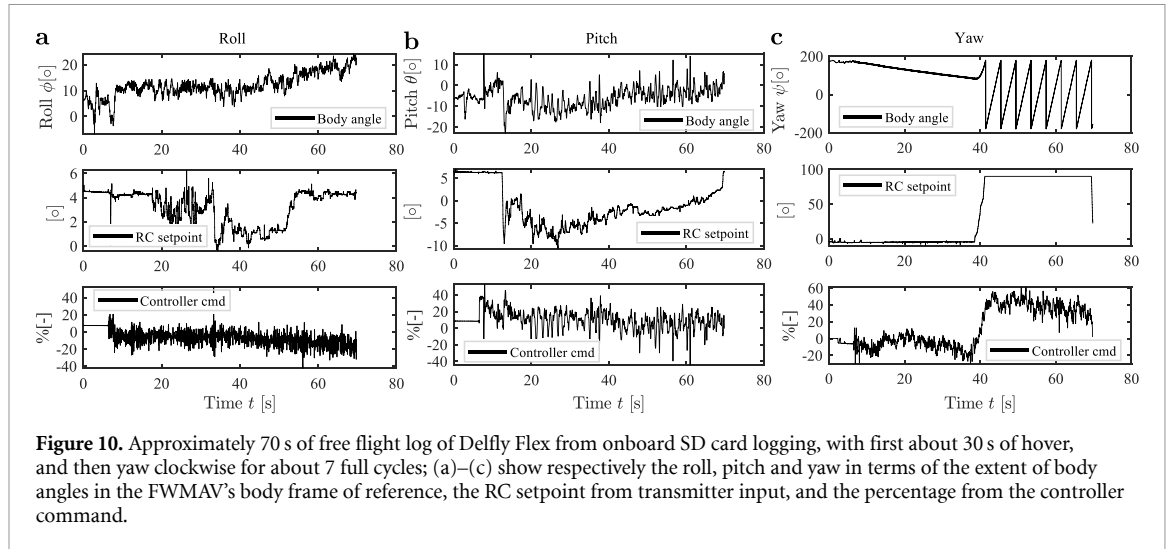 a
Roll
b
Pitch
c
Yaw
Roll ϕ[○]
20
10
0
Body angle
0 20 40 60 80
Pitch θ[○]
10
0
-10
-20
Body angle
0 20 40 60 80
Yaw ψ[○]
200
0
-200
Body angle
0 20 40 60 80
[○]
6
4
2
0
RC setpoint
0 20 40 60 80
[○]
5
0
-5
-10
RC setpoint
0 20 40 60 80
[○]
100
50
0
RC setpoint
0 20 40 60 80
%[-]
40
20
0
-20
-40
Controller cmd
0 20 40 60 80
Time t [s]
%[-]
40
20
0
-20
-40
Controller cmd
0 20 40 60 80
Time t [s]
%[-]
60
40
20
0
-20
Controller cmd
0 20 40 60 80
Time t [s]
Figure 10. Approximately 70 s of free flight log of Delfly Flex from onboard SD card logging, with first about 30 s of hover,
and then yaw clockwise for about 7 full cycles; (a)–(c) show respectively the roll, pitch and yaw in terms of the extent of body
angles in the FWMAV's body frame of reference, the RC setpoint from transmitter input, and the percentage from the controller
command.